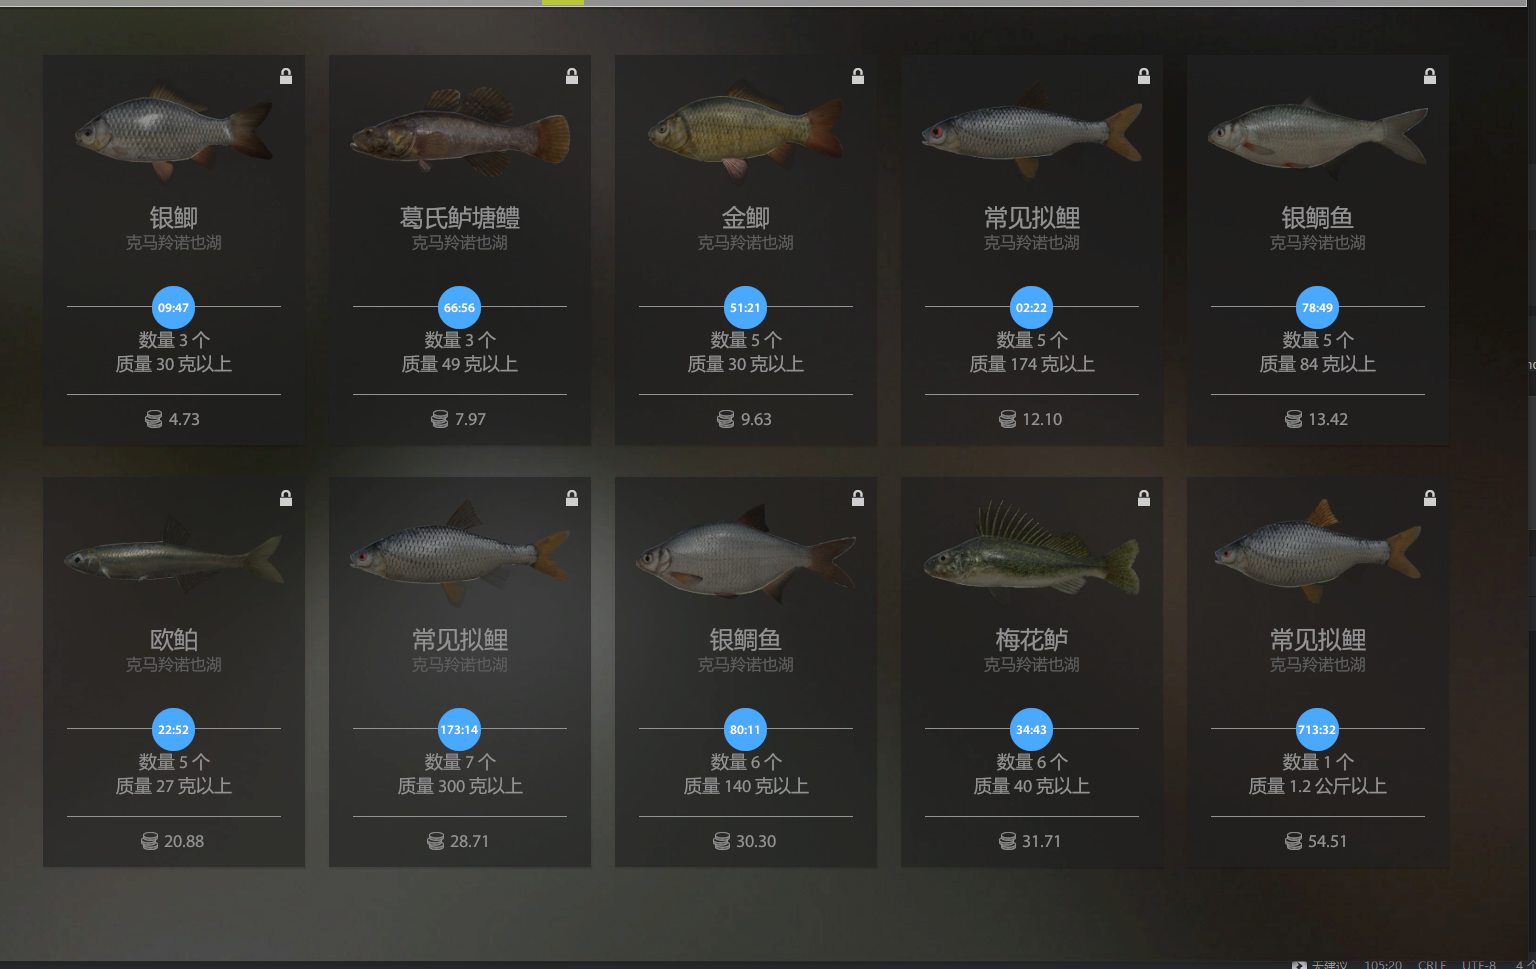 银鲫
克马羚诺也湖
09:47
数量 3 个
质量 30 克以上
4.73
葛氏鲈塘鳢
克马羚诺也湖
66:56
数量 3 个
质量 49 克以上
7.97
金鲫
克马羚诺也湖
51:21
数量 5 个
质量 30 克以上
9.63
常见拟鲤
克马羚诺也湖
02:22
数量 5 个
质量 174 克以上
12.10
银鲷鱼
克马羚诺也湖
78:49
数量 5 个
质量 84 克以上
13.42
欧鲌
克马羚诺也湖
22:52
数量 5 个
质量 27 克以上
20.88
常见拟鲤
克马羚诺也湖
173:14
数量 7 个
质量 300 克以上
28.71
银鲷鱼
克马羚诺也湖
80:11
数量 6 个
质量 140 克以上
30.30
梅花鲈
克马羚诺也湖
34:43
数量 6 个
质量 40 克以上
31.71
常见拟鲤
克马羚诺也湖
713:32
数量 1 个
质量 1.2 公斤以上
54.51
无建议 105:20 CRLF UTF-8